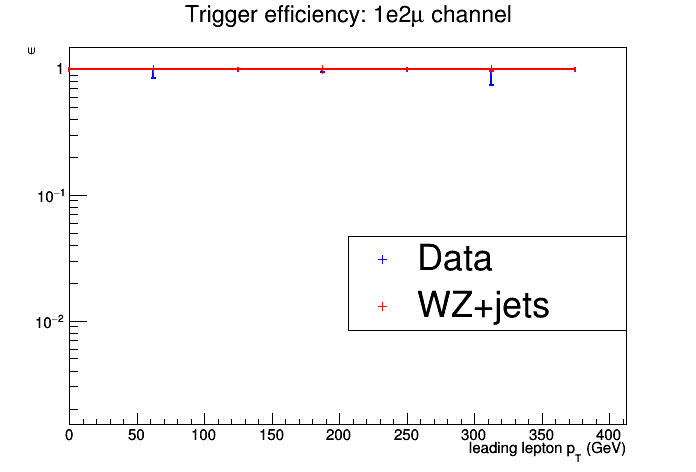 Trigger efficiency: 1e2μ channel
ϵ
1
10⁻¹
10⁻²
Data
WZ+jets
0 50 100 150 200 250 300 350 400
leading lepton p_T (GeV)